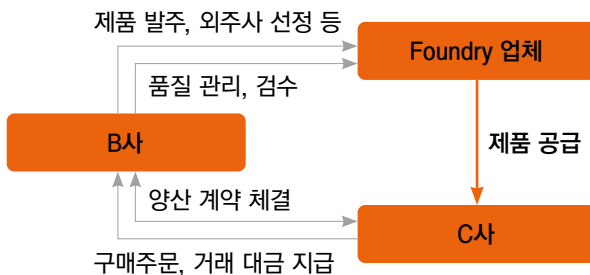 제품 발주, 외주사 선정 등
Foundry 업체
품질 관리, 검수
B사
제품 공급
양산 계약 체결
C사
구매주문, 거래 대금 지급